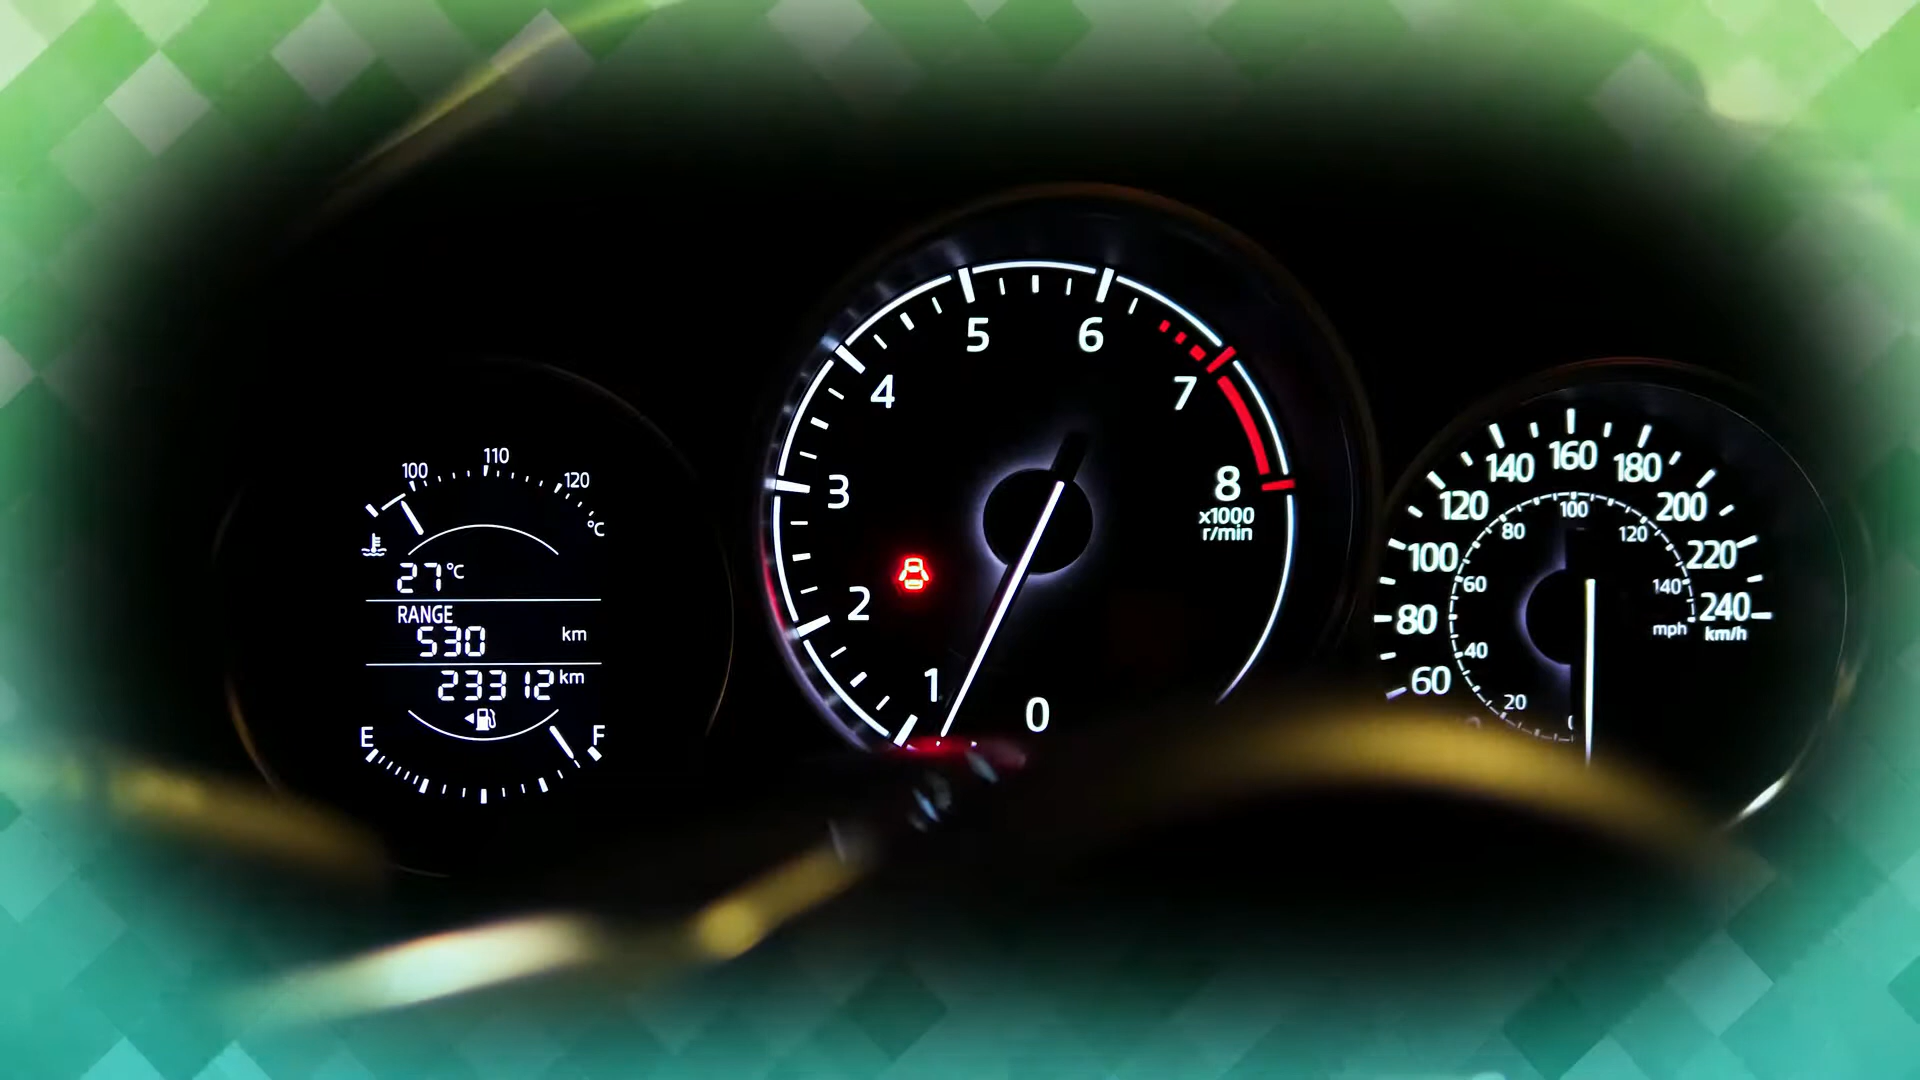 100 110 120
°C
27°C
RANGE
530 km
23312 km
E F
0 1 2 3 4 5 6 7 8
x1000
r/min
60 80 100 120 140 160 180 200 220 240
km/h
20 40 60 80 100 120 140
mph